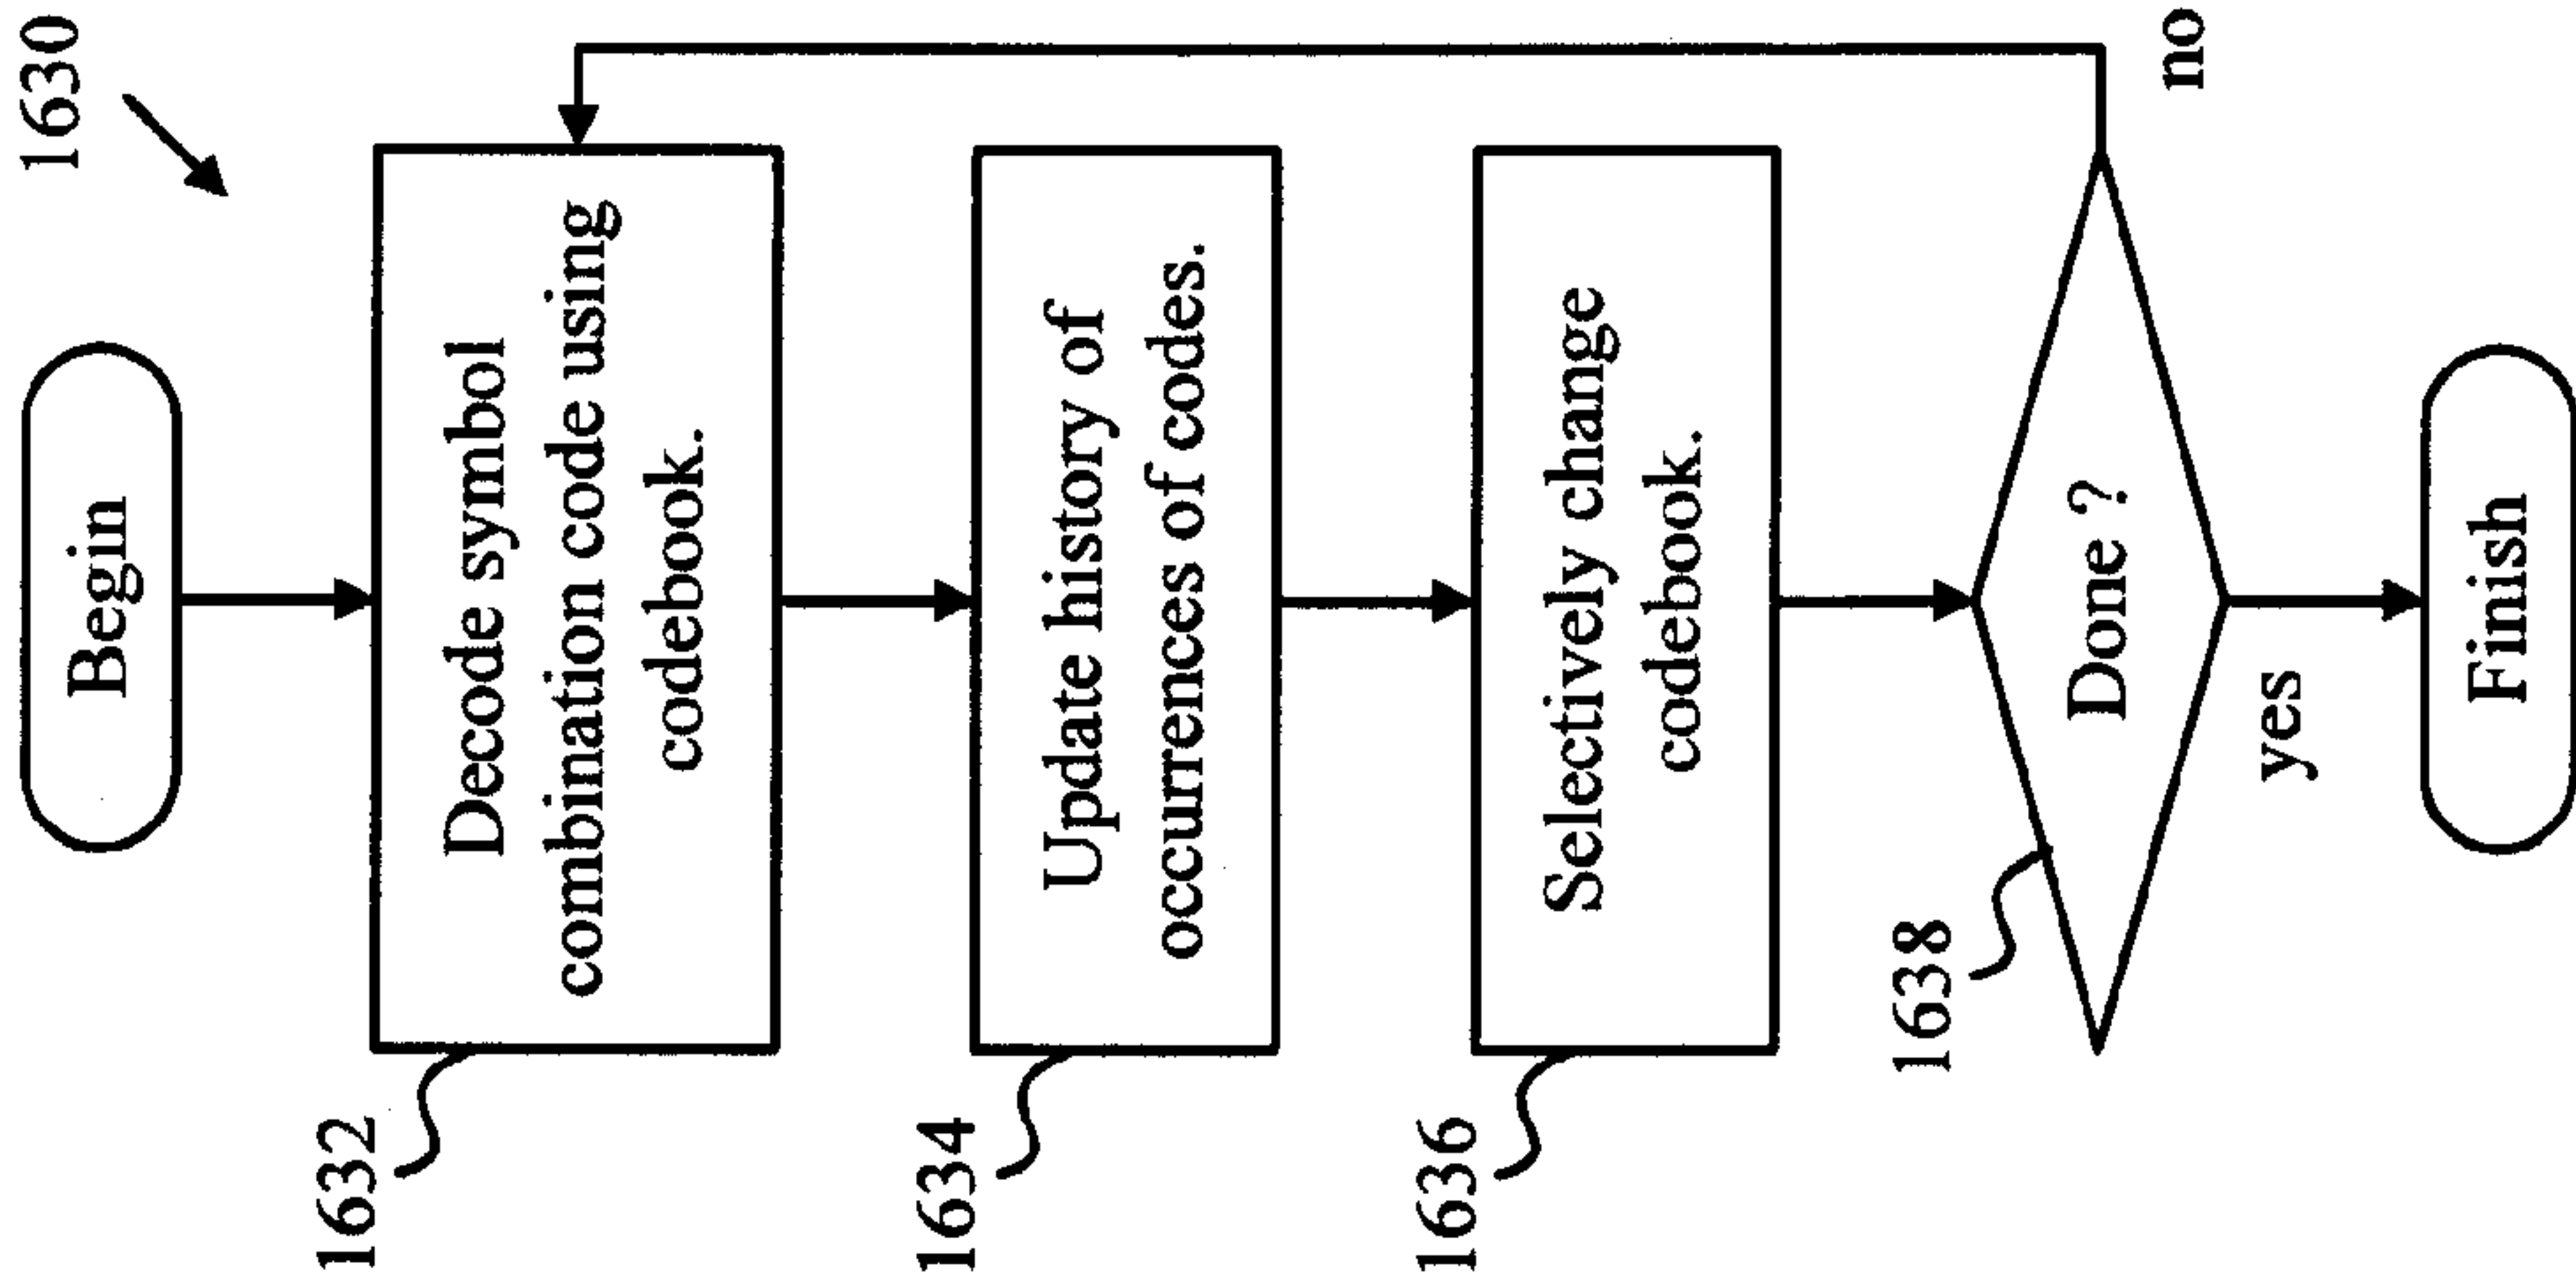 1630
Begin
1632
Decode symbol
combination code using
codebook.
1634
Update history of
occurrences of codes.
1636
Selectively change
codebook.
1638
Done ?
no
yes
Finish